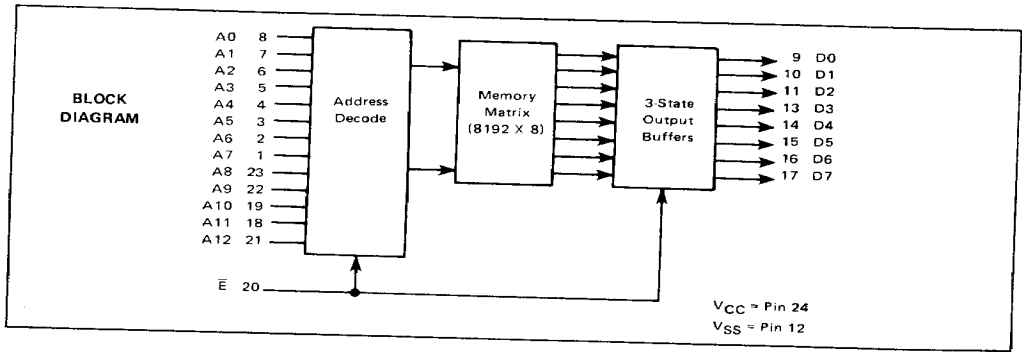 BLOCK
DIAGRAM
A0 8
A1 7
A2 6
A3 5
A4 4
A5 3
A6 2
A7 1
A8 23
A9 22
A10 19
A11 18
A12 21
E̅ 20
Address
Decode
Memory
Matrix
(8192 X 8)
3-State
Output
Buffers
9 D0
10 D1
11 D2
13 D3
14 D4
15 D5
16 D6
17 D7
VCC = Pin 24
VSS = Pin 12